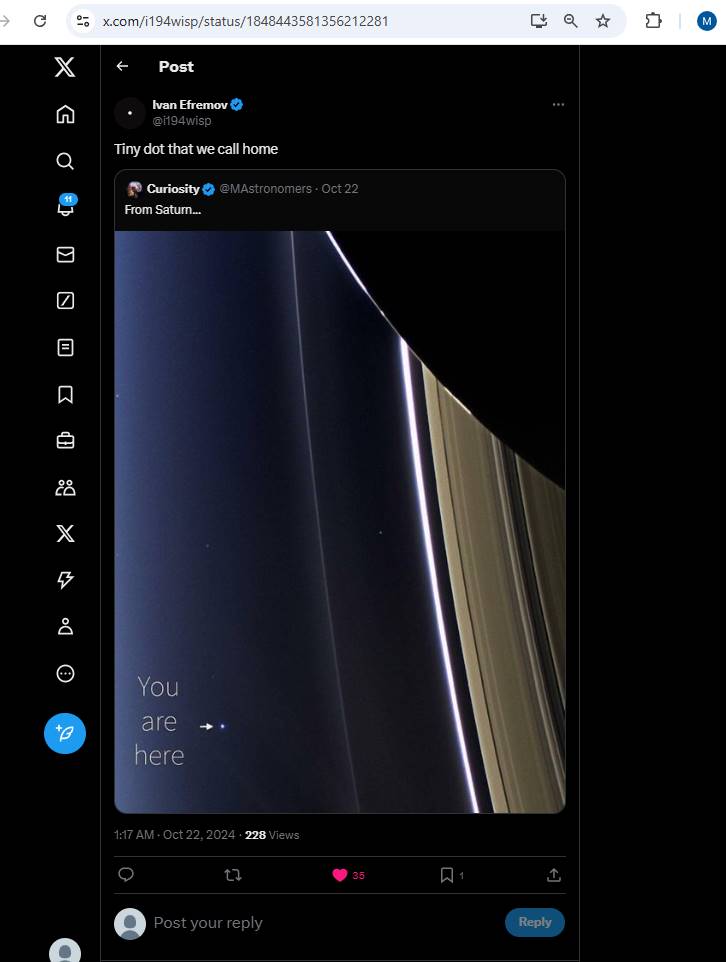 x.com/i194wisp/status/1848443581356212281
M
Post
Ivan Efremov
@i194wisp
Tiny dot that we call home
Curiosity @MAstronomers · Oct 22
From Saturn...
11
You
are
here
1:17 AM · Oct 22, 2024 · 228 Views
35
1
Post your reply
Reply